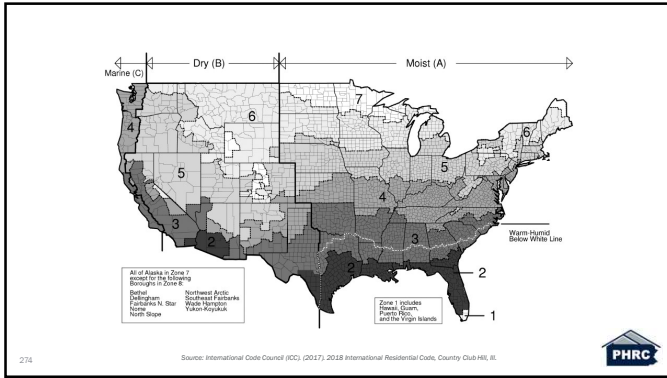 Marine (C)
Dry (B)
Moist (A)
7
6
6
4
5
5
4
3
3
2
2
2
1
Warm-Humid
Below White Line
All of Alaska in Zone 7
except for the following
Boroughs in Zone 8:
Bethel Northwest Arctic
Dellingham Southeast Fairbanks
Fairbanks N. Star Wade Hampton
Nome Yukon-Koyukuk
North Slope
Zone 1 includes
Hawaii, Guam,
Puerto Rico,
and the Virgin Islands
274
Source: International Code Council (ICC). (2017). 2018 International Residential Code, Country Club Hill, Ill.
PHRC